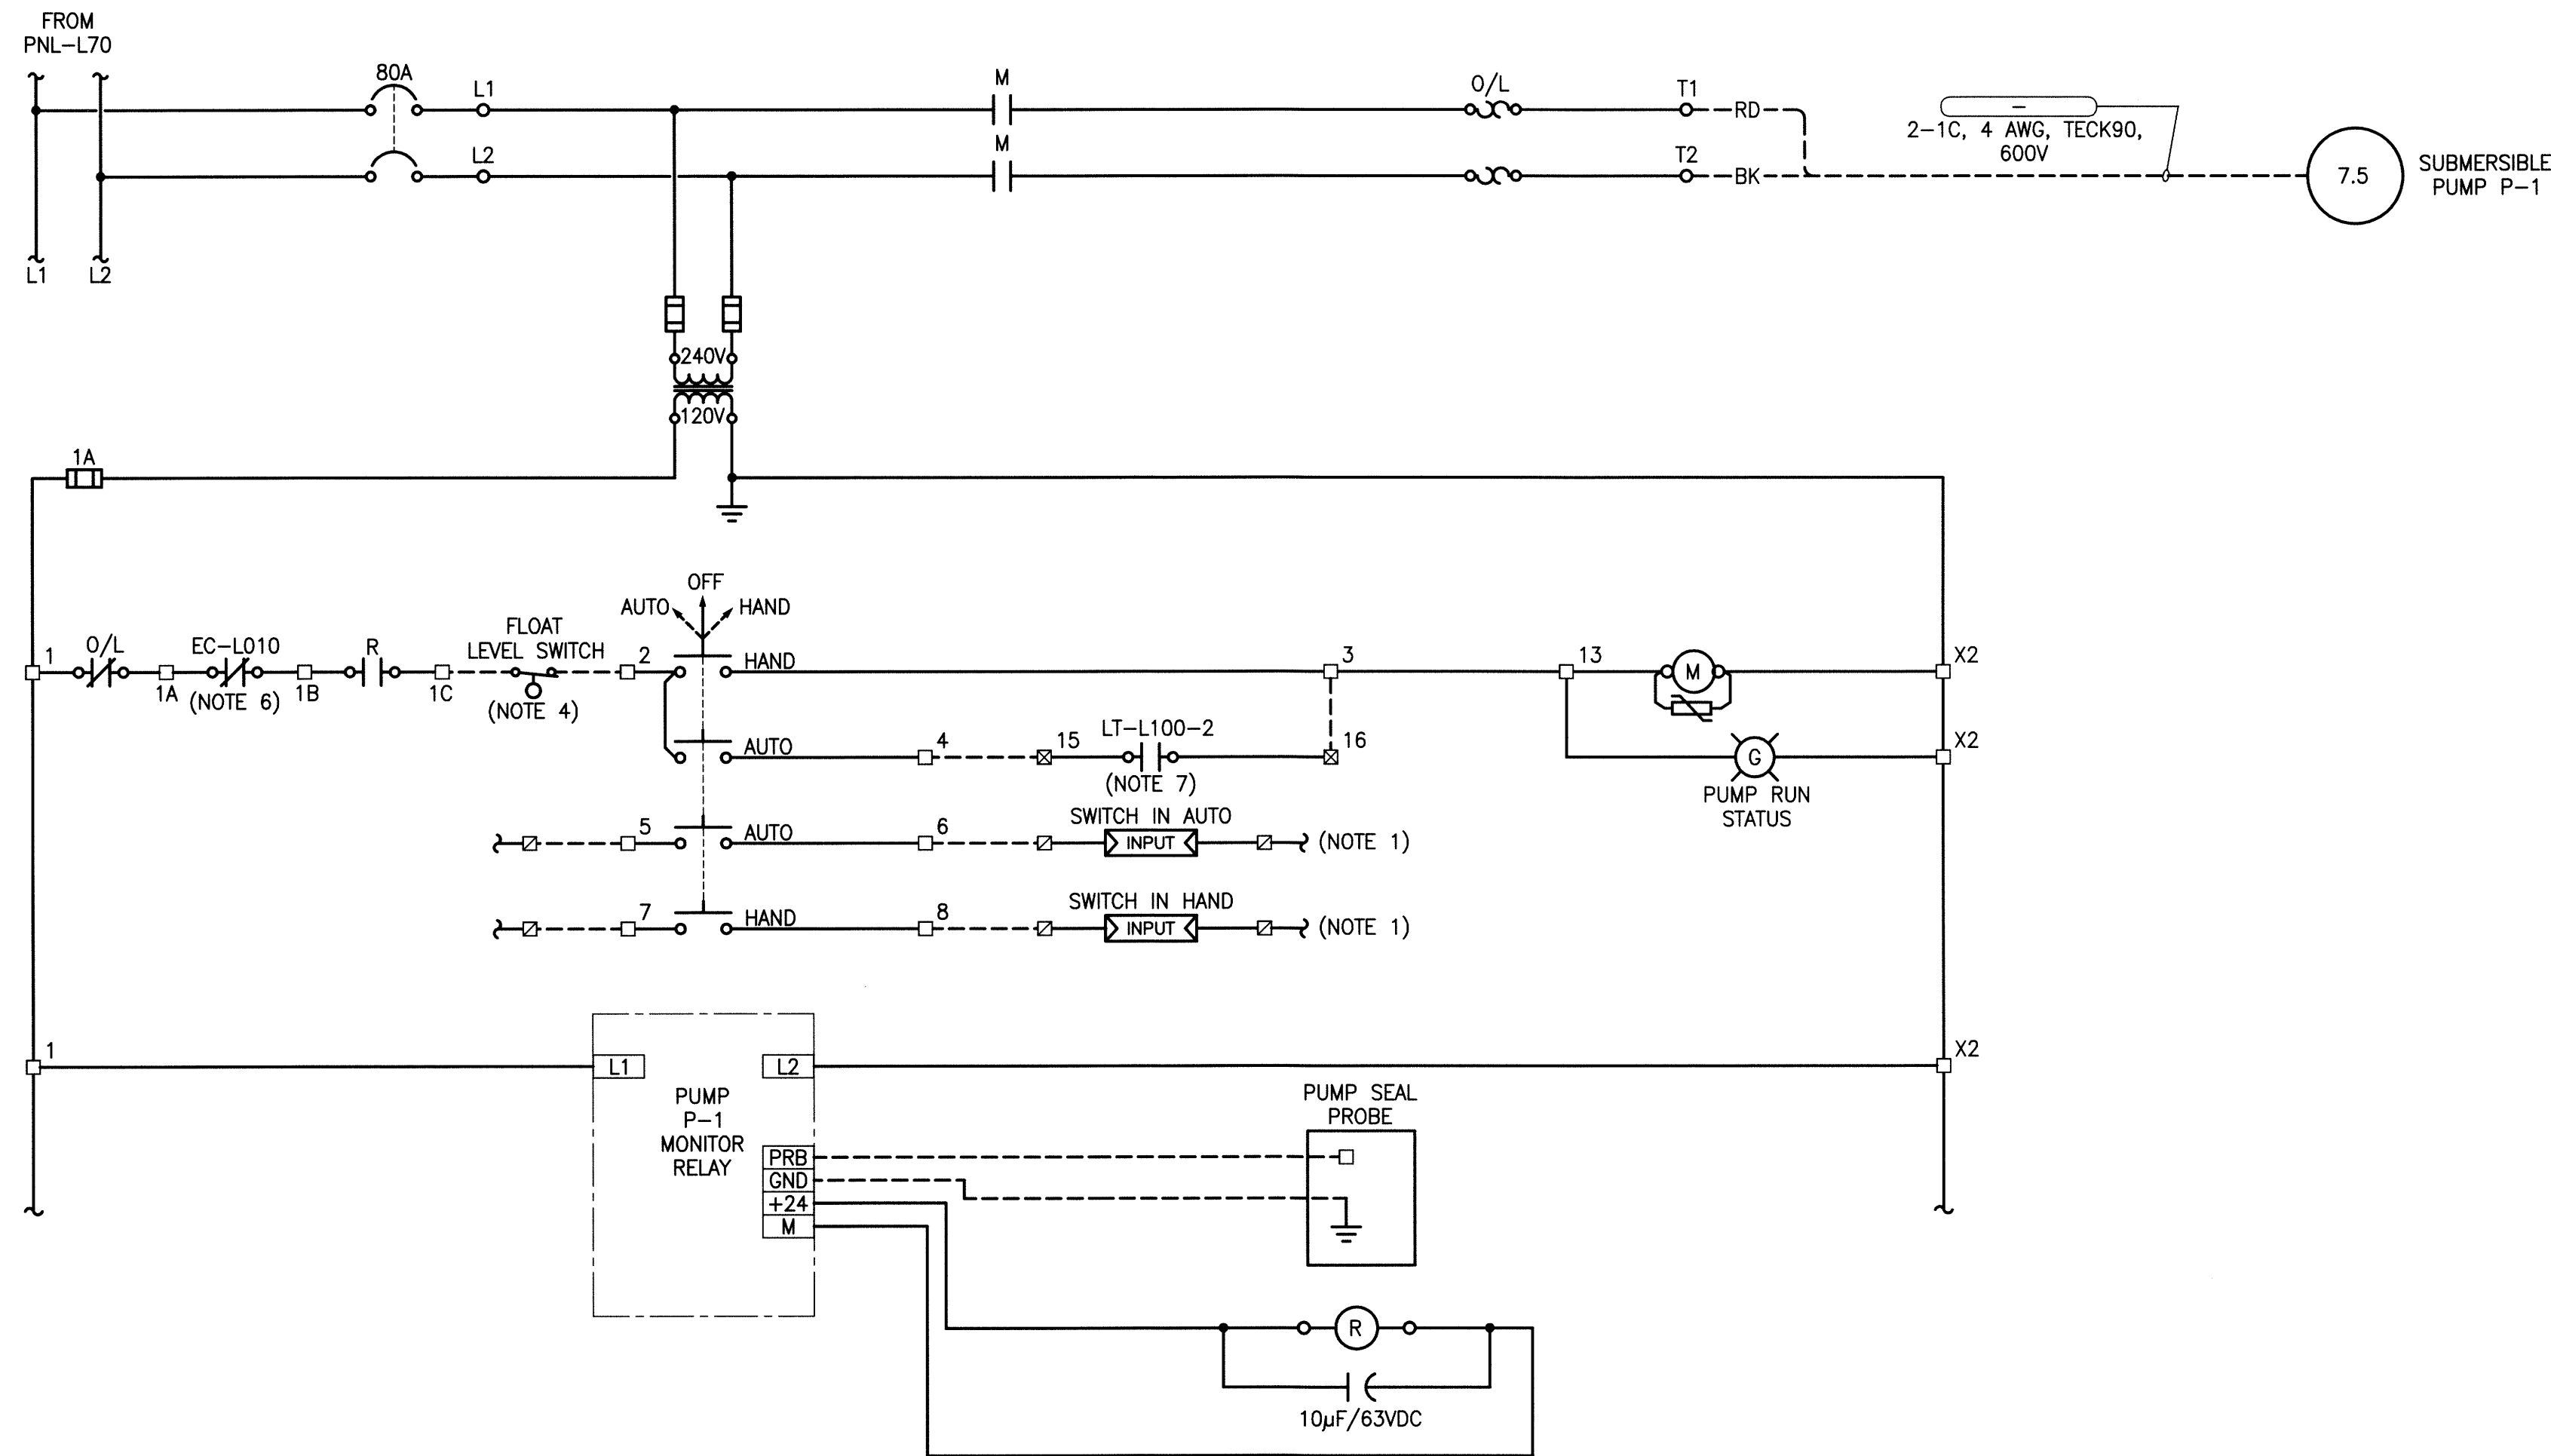 FROM
PNL-L70
80A
L1
M
O/L
T1
RD
-
2-1C, 4 AWG, TECK90,
600V
L2
M
T2
BK
7.5
SUBMERSIBLE
PUMP P-1
L1
L2
240V
120V
1A
OFF
AUTO
HAND
1
O/L
1A
EC-L010
(NOTE 6)
1B
R
1C
FLOAT
LEVEL SWITCH
(NOTE 4)
2
HAND
3
13
M
X2
AUTO
4
15
LT-L100-2
(NOTE 7)
16
G
PUMP RUN
STATUS
X2
5
AUTO
6
SWITCH IN AUTO
INPUT
(NOTE 1)
7
HAND
8
SWITCH IN HAND
INPUT
(NOTE 1)
1
L1
L2
X2
PUMP
P-1
MONITOR
RELAY
PRB
GND
+24
M
PUMP SEAL
PROBE
R
10µF/63VDC